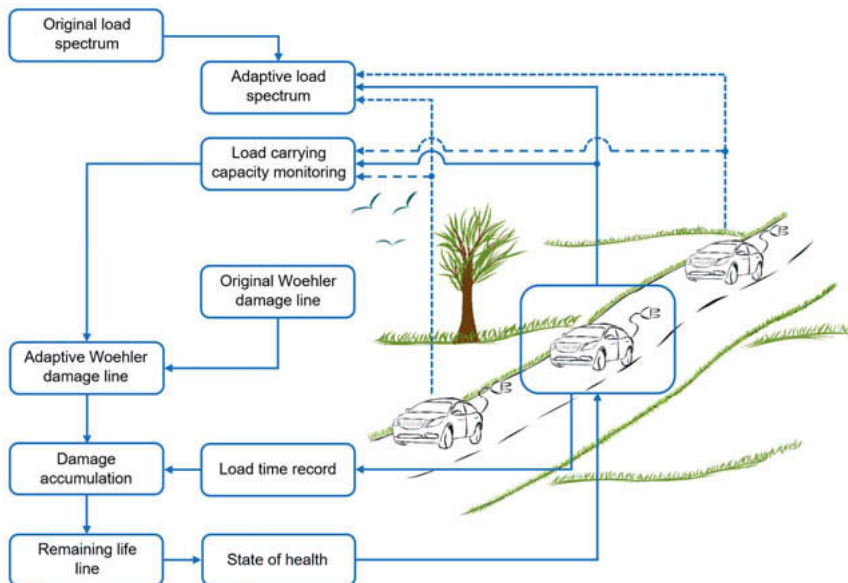 Original load
spectrum
Adaptive load
spectrum
Load carrying
capacity monitoring
Original Woehler
damage line
Adaptive Woehler
damage line
Damage
accumulation
Load time record
Remaining life
line
State of health